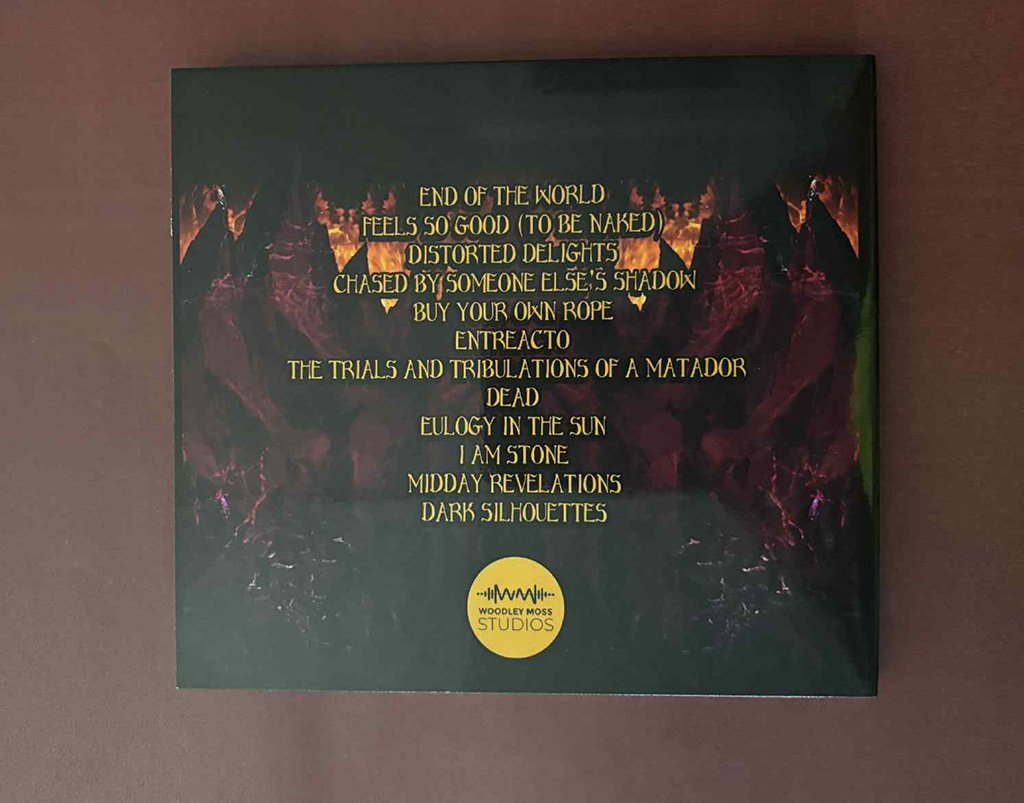 END OF THE WORLD
FEELS SO GOOD (TO BE NAKED)
DISTORTED DELIGHTS
CHASED BY SOMEONE ELSE'S SHADOW
BUY YOUR OWN ROPE
ENTREACTO
THE TRIALS AND TRIBULATIONS OF A MATADOR
DEAD
EULOGY IN THE SUN
I AM STONE
MIDDAY REVELATIONS
DARK SILHOUETTES
WOODLEY MOSS
STUDIOS